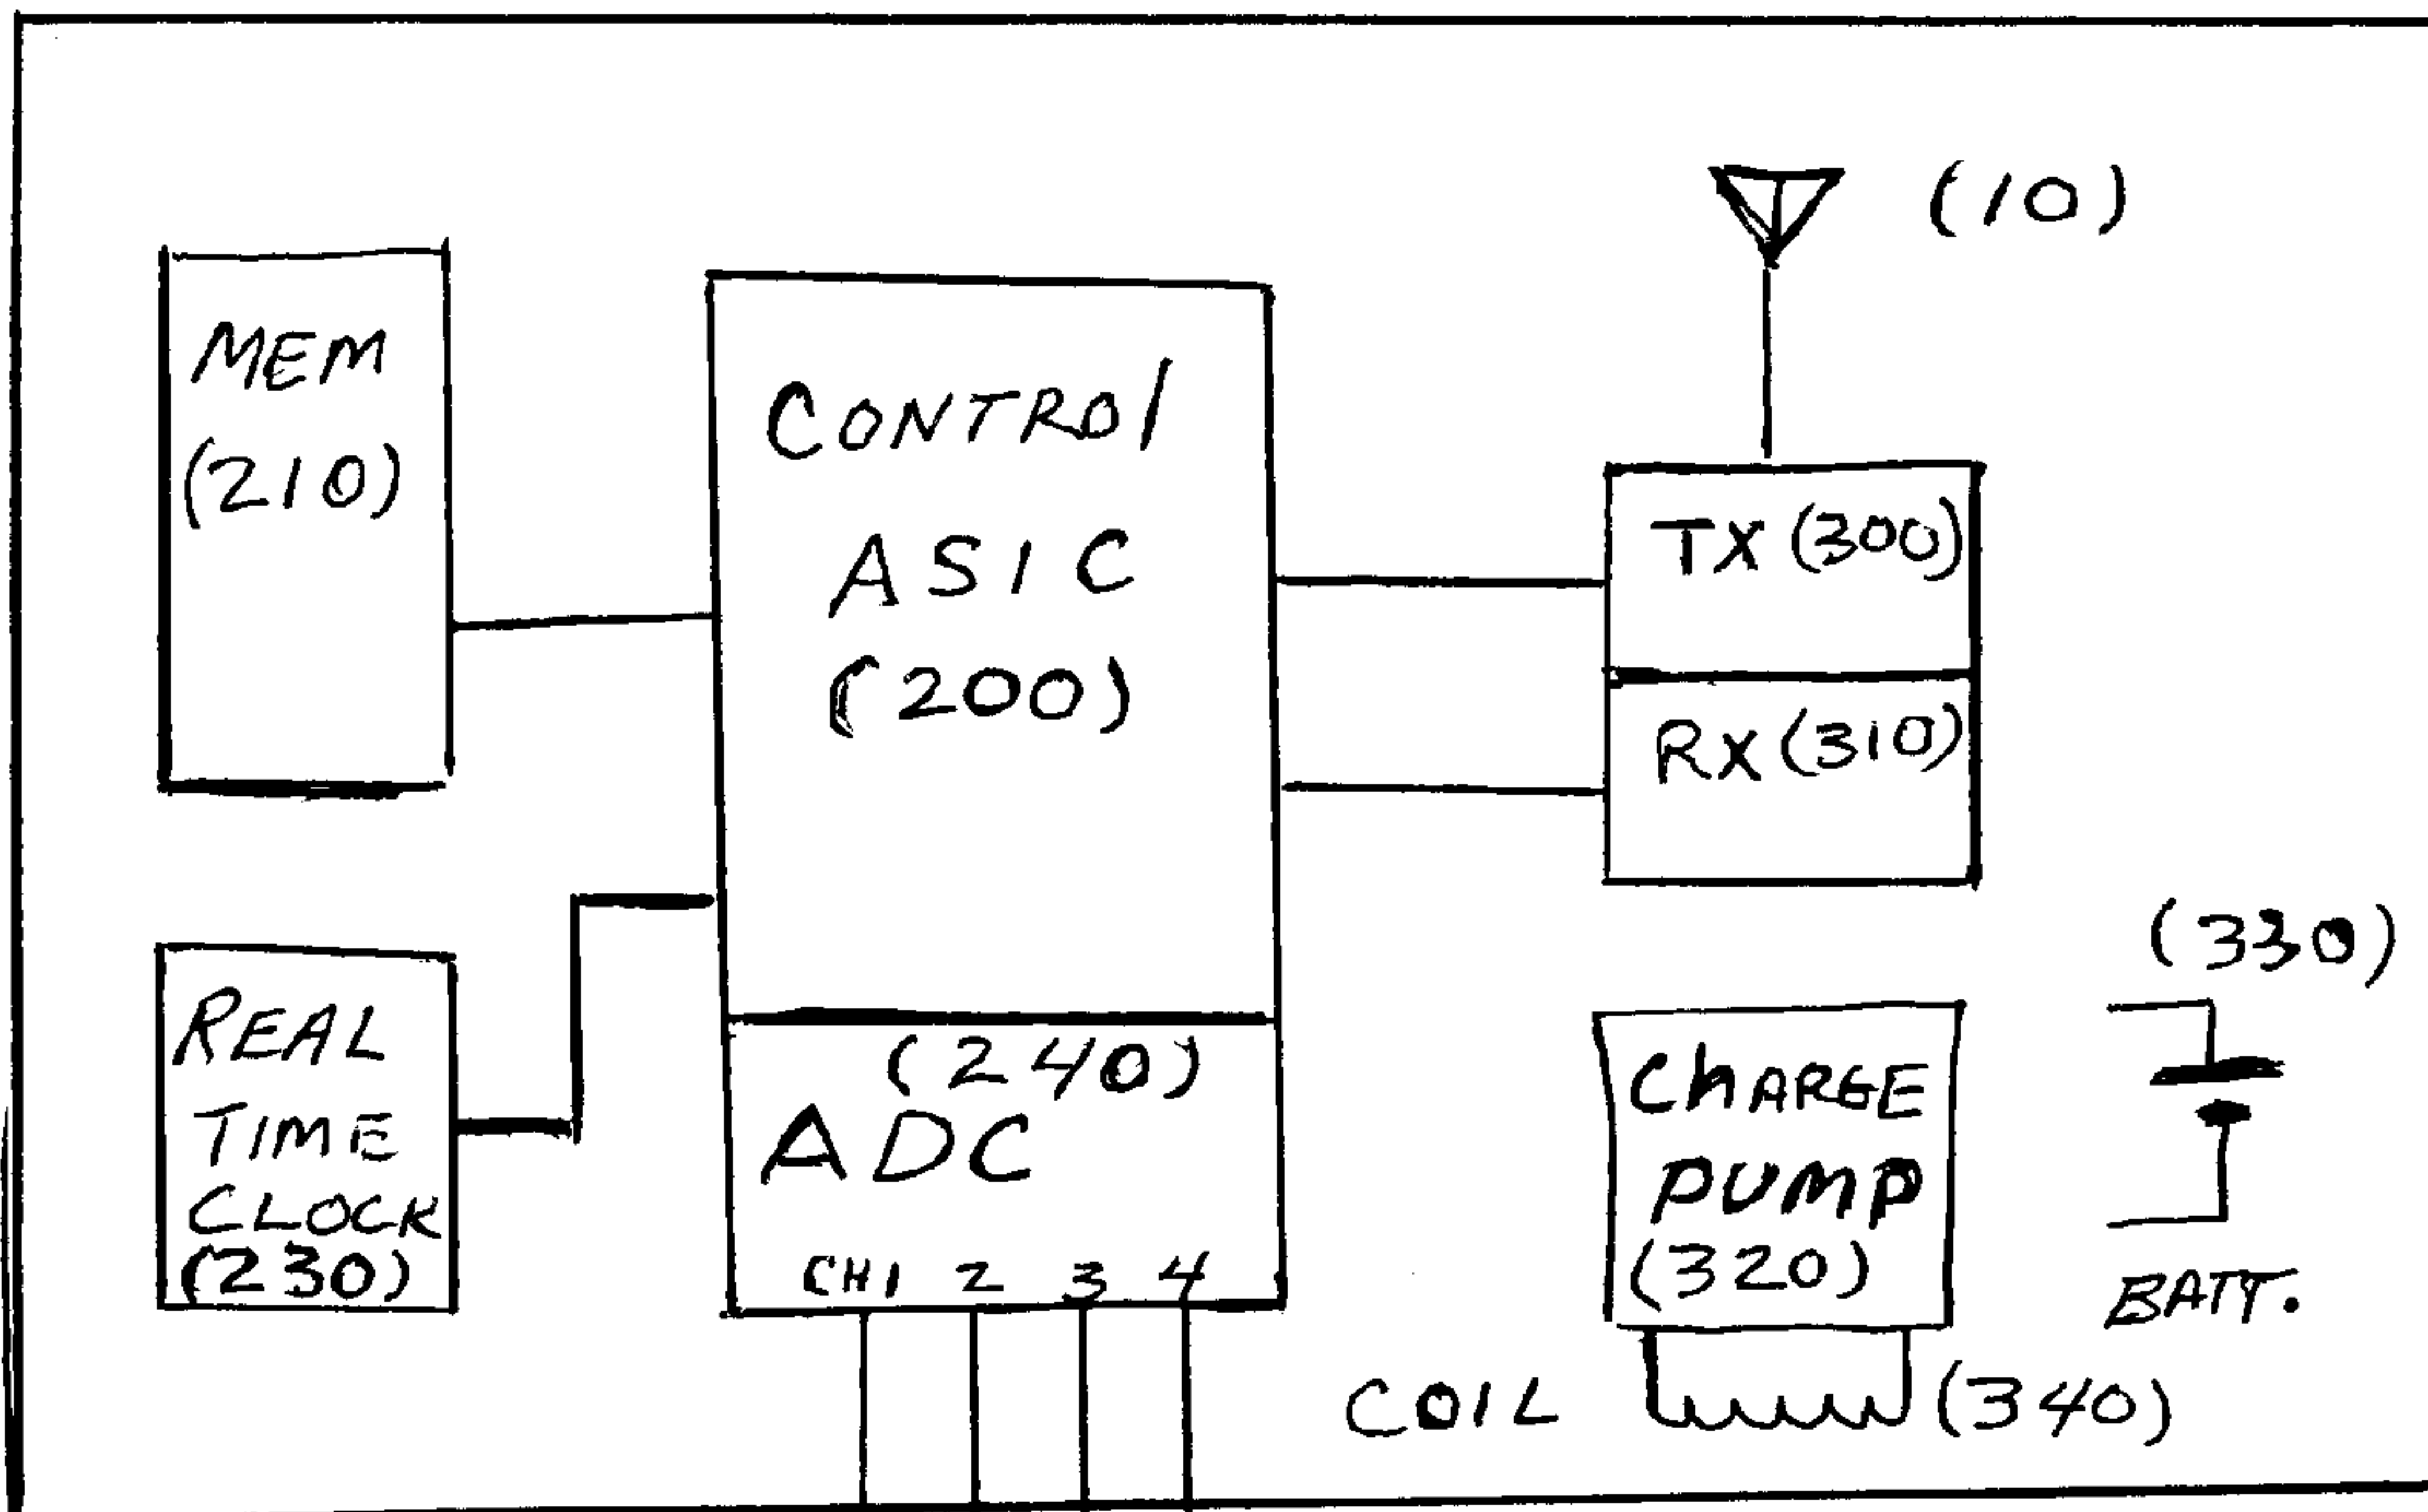 (10)
MEM
(210)
CONTROl
ASIC
(200)
TX (300)
RX (310)
(330)
REAL
TIME
CLOCK
(230)
(240)
ADC
CH1 2 3 4
ChARGE
PUMP
(320)
BATT.
COIL
(340)